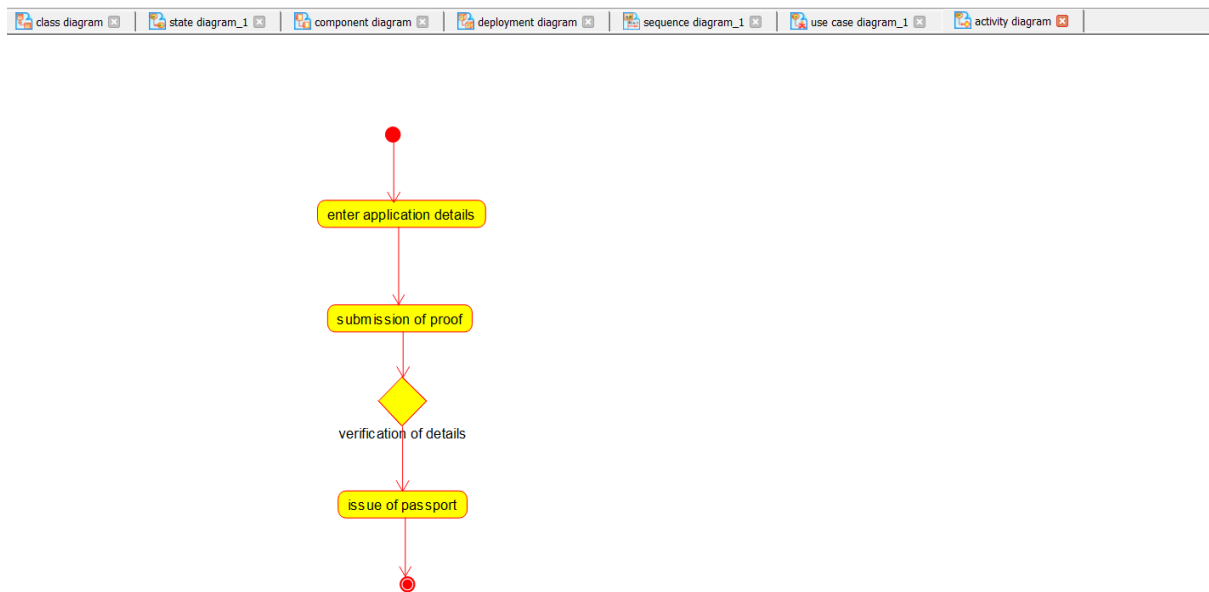 class diagram
state diagram_1
component diagram
deployment diagram
sequence diagram_1
use case diagram_1
activity diagram
enter application details
submission of proof
verification of details
issue of passport